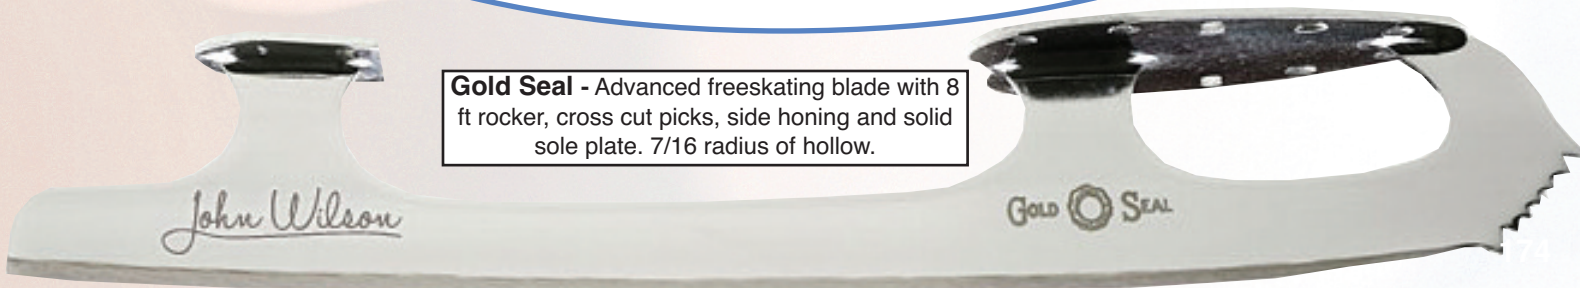 Gold Seal - Advanced freeskating blade with 8
ft rocker, cross cut picks, side honing and solid
sole plate. 7/16 radius of hollow.
John Wilson
GOLD SEAL
174